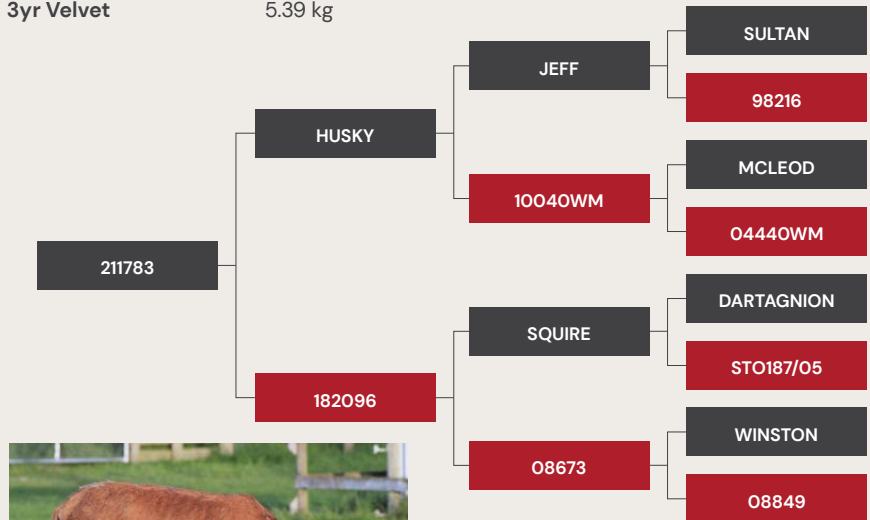 3yr Velvet 5.39 kg
SULTAN
JEFF
98216
HUSKY
MCLEOD
10040WM
04440WM
211783
DARTAGNION
SQUIRE
STO187/05
182096
WINSTON
08673
08849